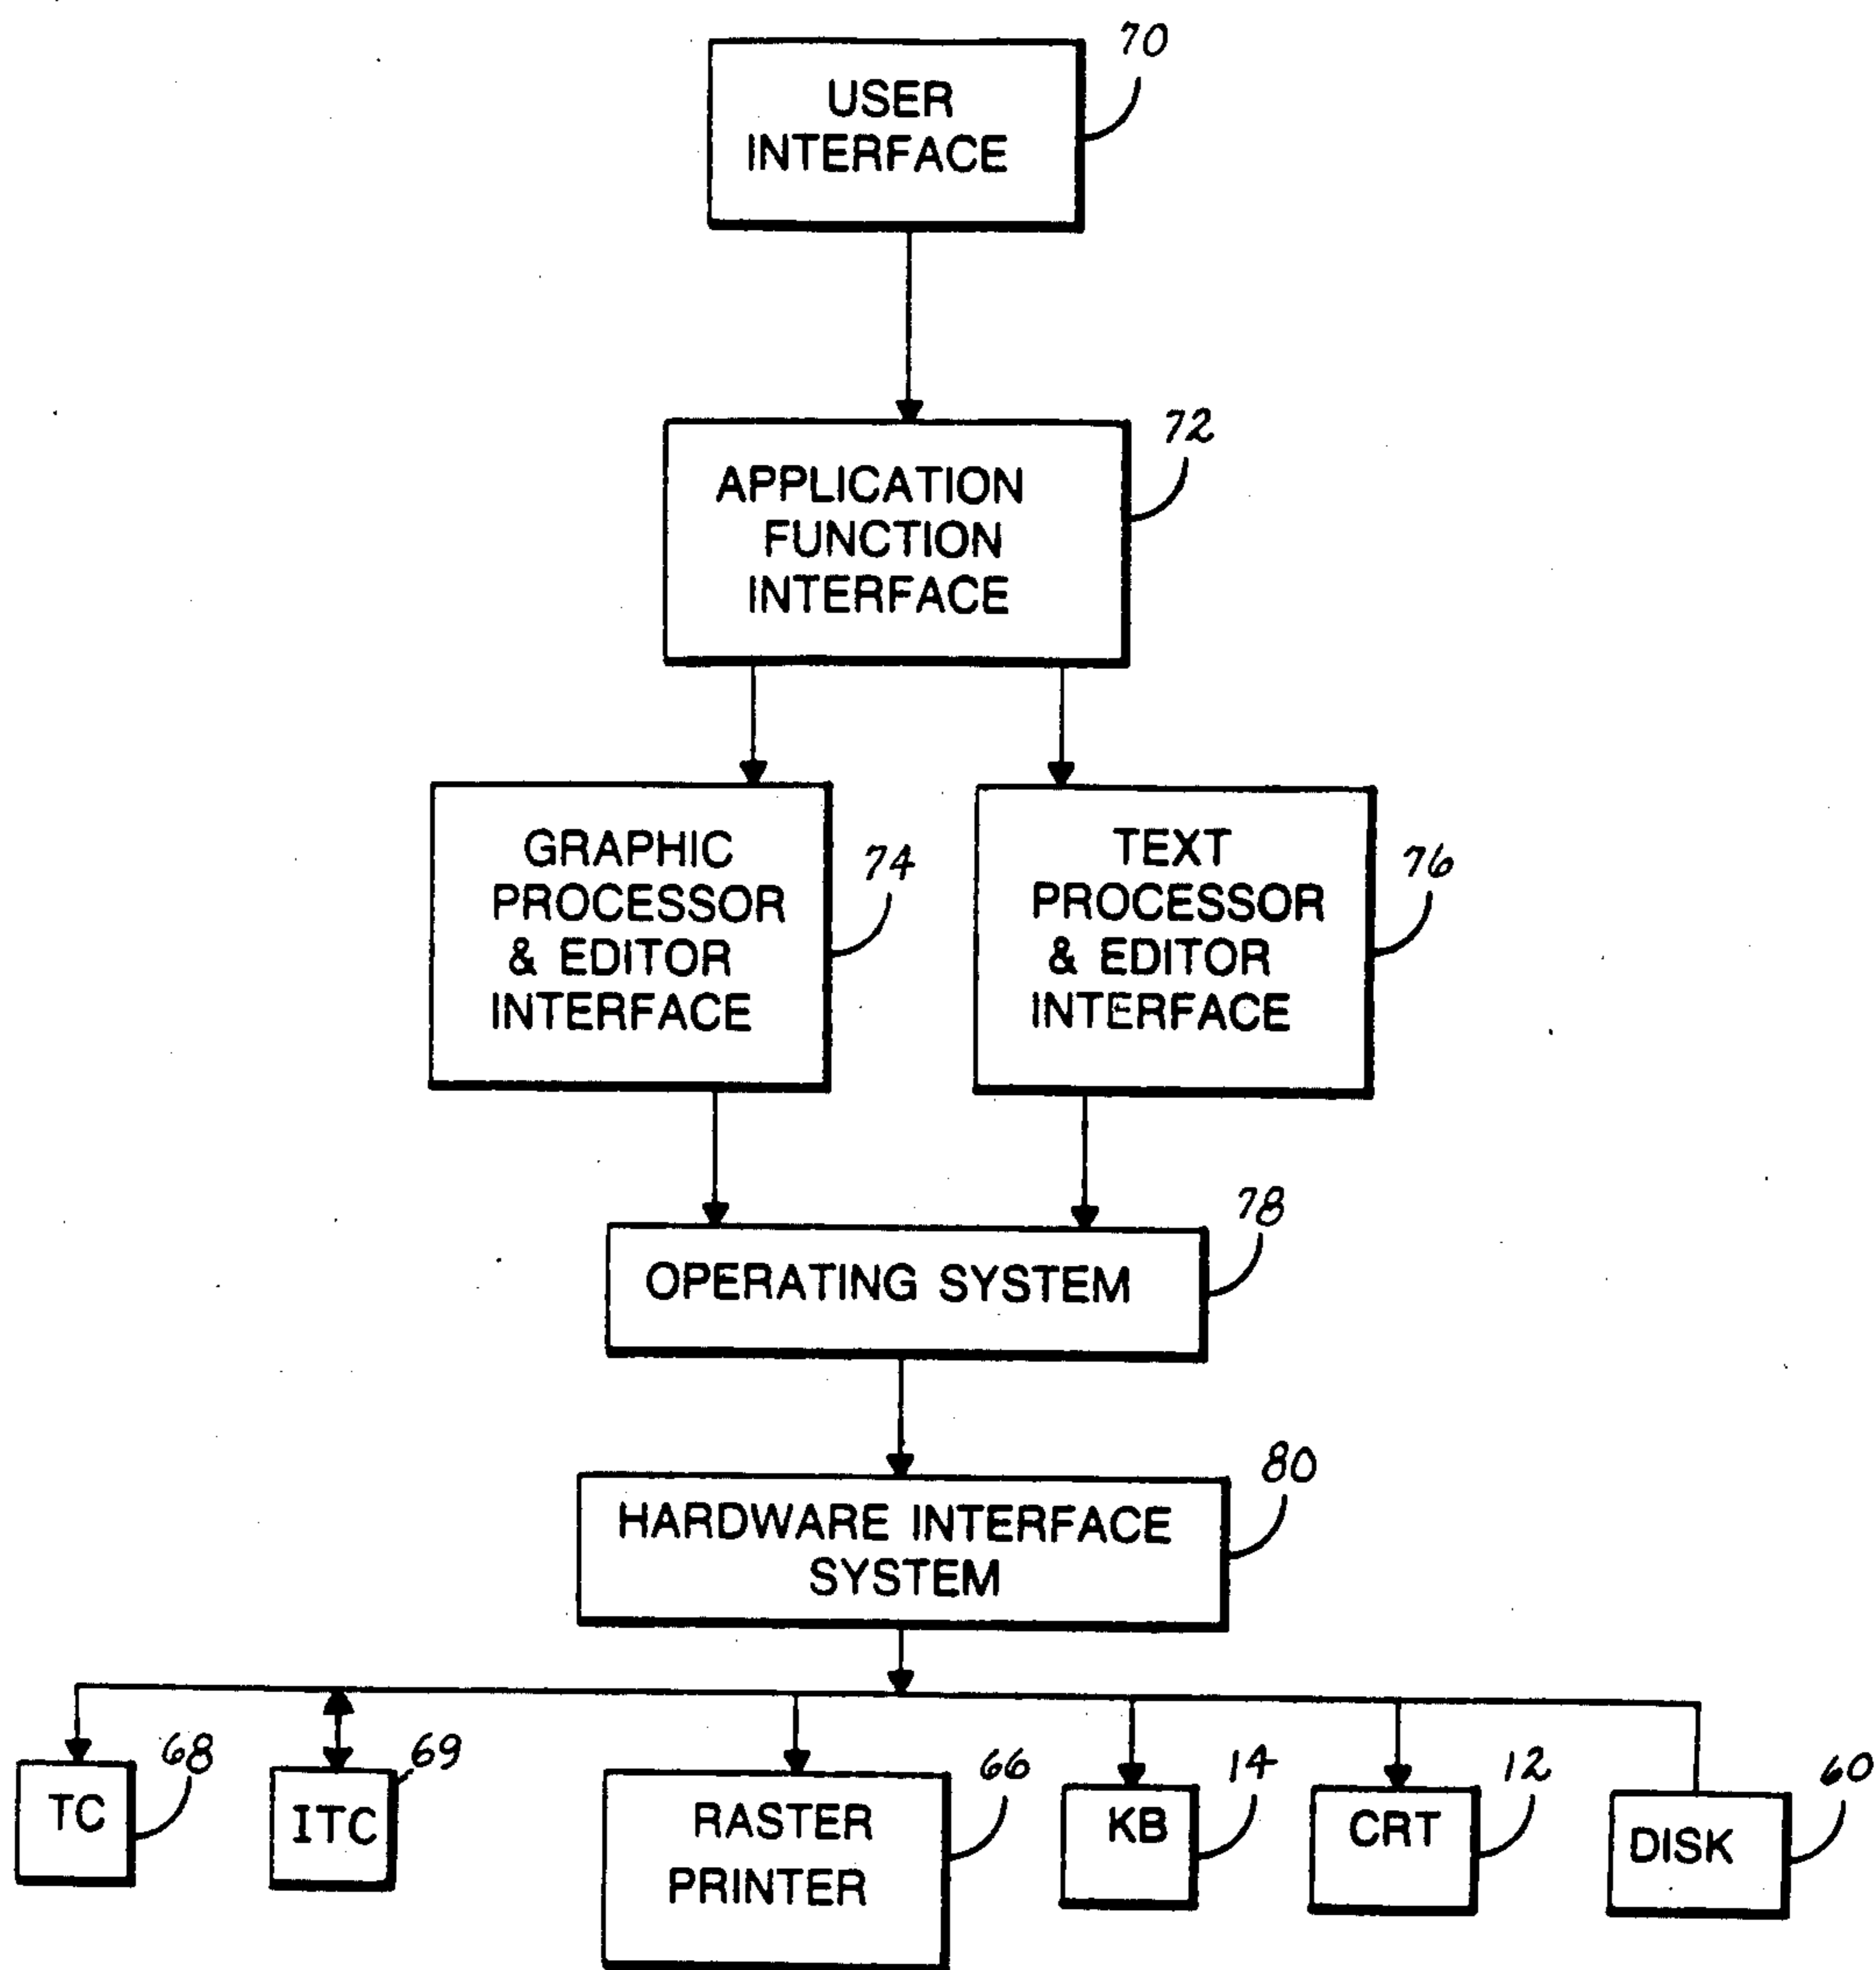 70
USER
INTERFACE
72
APPLICATION
FUNCTION
INTERFACE
GRAPHIC
PROCESSOR
& EDITOR
INTERFACE
74
TEXT
PROCESSOR
& EDITOR
INTERFACE
76
78
OPERATING SYSTEM
80
HARDWARE INTERFACE
SYSTEM
TC
68
ITC
69
RASTER
PRINTER
66
KB
14
CRT
12
DISK
60